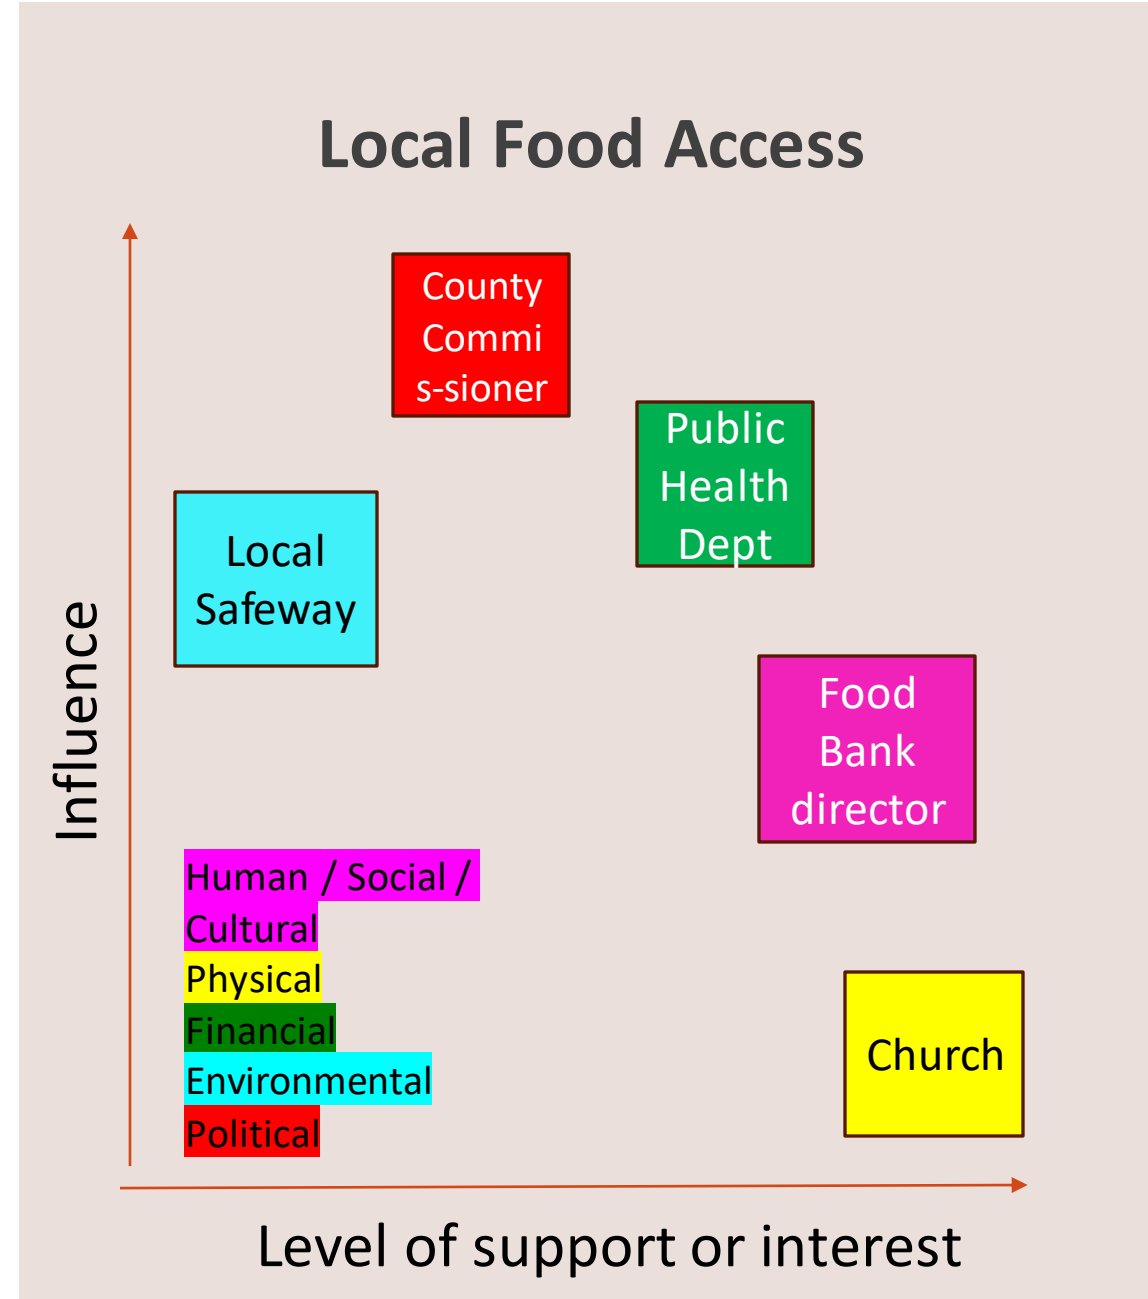 Local Food Access
County
Commi
s-sioner
Public
Health
Dept
Local
Safeway
Influence
Food
Bank
director
Human / Social /
Cultural
Physical
Financial
Environmental
Political
Church
Level of support or interest